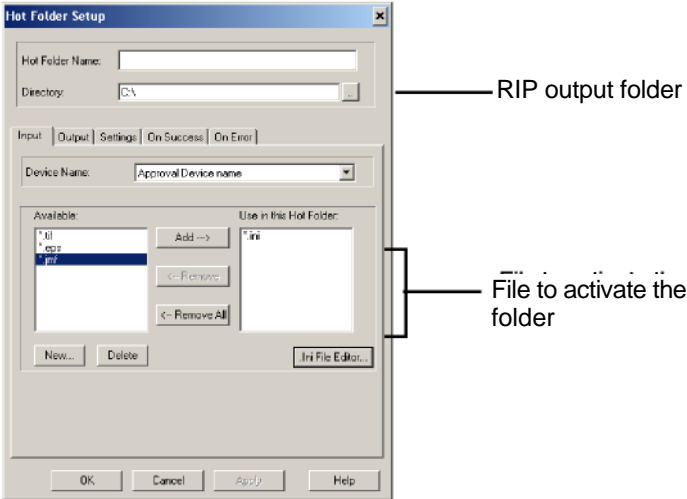 Hot Folder Setup
Hot Folder Name:
Directory: C:\ ...
RIP output folder
Input Output Settings On Success On Error
Device Name: Approval Device name
Available: Use in this Hot Folder:
*.tif
*.eps
*.jmf
*.ini
Add --->
<-- Remove
<-- Remove All
File to activate the
folder
New... Delete .Ini File Editor...
OK Cancel Apply Help